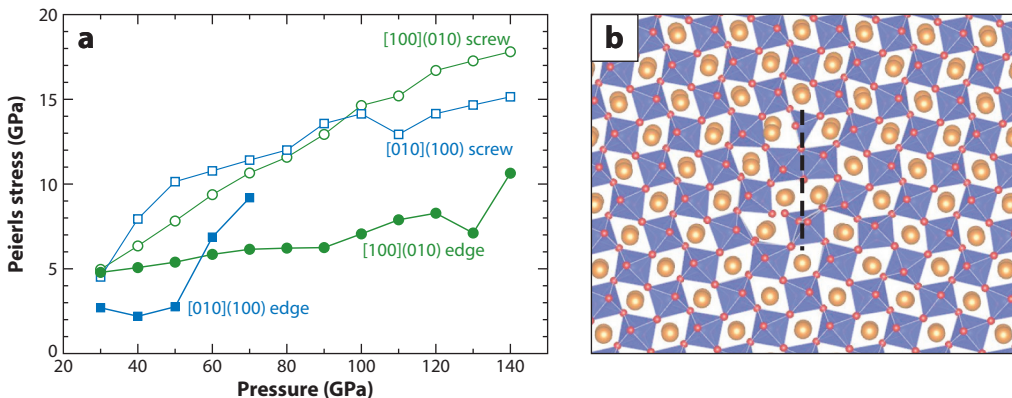 a
Peierls stress (GPa)
20
15
10
5
0
[100](010) screw
[010](100) screw
[100](010) edge
[010](100) edge
20
40
60
80
100
120
140
Pressure (GPa)
b